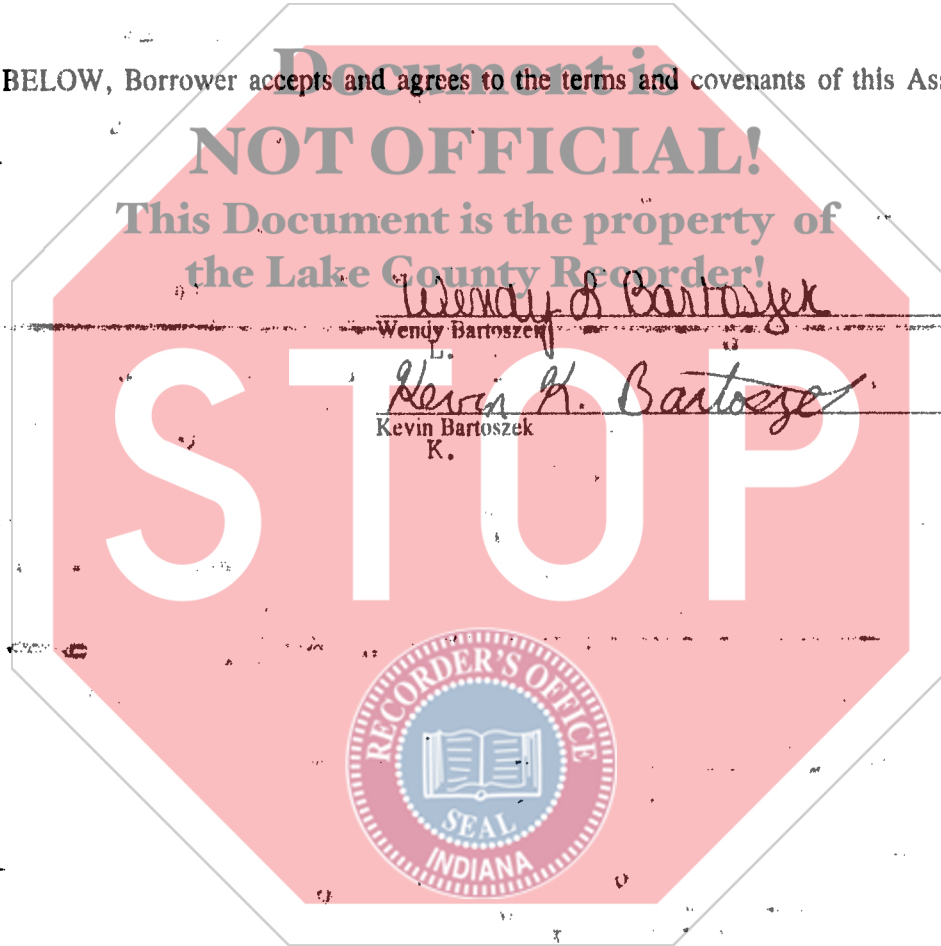 Document is
BELOW, Borrower accepts and agrees to the terms and covenants of this Ass
NOT OFFICIAL!
This Document is the property of
the Lake County Recorder!
Wendy L Bartoszek
Wendy Bartoszek
L.
Kevin K. Bartoszek
Kevin Bartoszek
K.
STOP
RECORDER'S OFFICE
SEAL
INDIANA